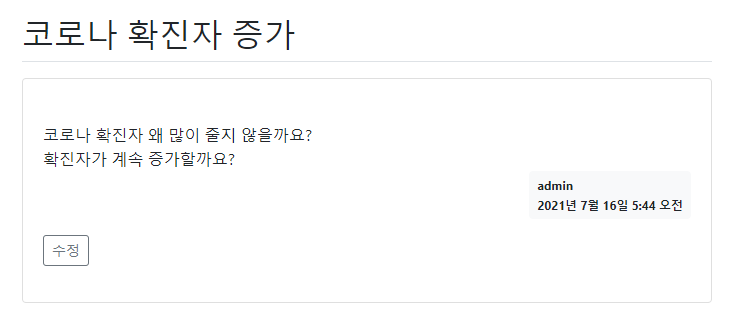 코로나 확진자 증가
코로나 확진자 왜 많이 줄지 않을까요?
확진자가 계속 증가할까요?
admin
2021년 7월 16일 5:44 오전
수정